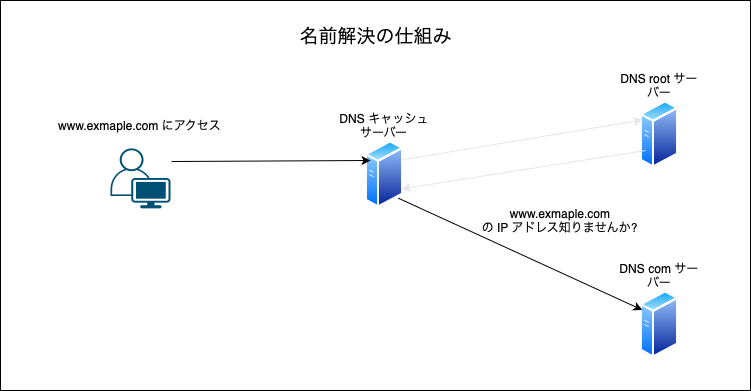 名前解決の仕組み
DNS root サー
バー
www.exmaple.com にアクセス
DNS キャッシュ
サーバー
www.exmaple.com
の IP アドレス知りませんか?
DNS com サー
バー